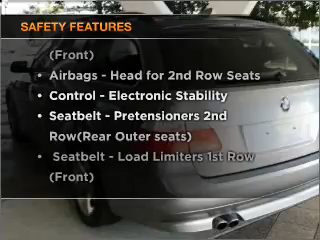 SAFETY FEATURES
(Front)
• Airbags - Head for 2nd Row Seats
• Control - Electronic Stability
• Seatbelt - Pretensioners 2nd
Row(Rear Outer seats)
• Seatbelt - Load Limiters 1st Row
(Front)